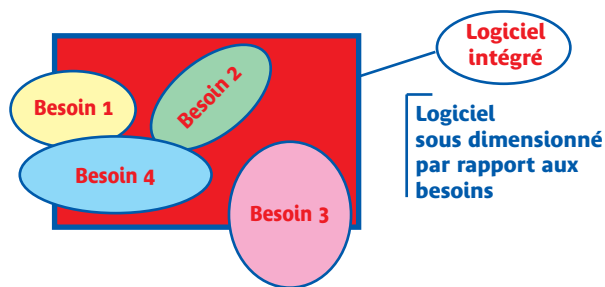 Logiciel
intégré
Besoin 2
Besoin 1
Logiciel
sous dimensionné
par rapport aux
besoins
Besoin 4
Besoin 3